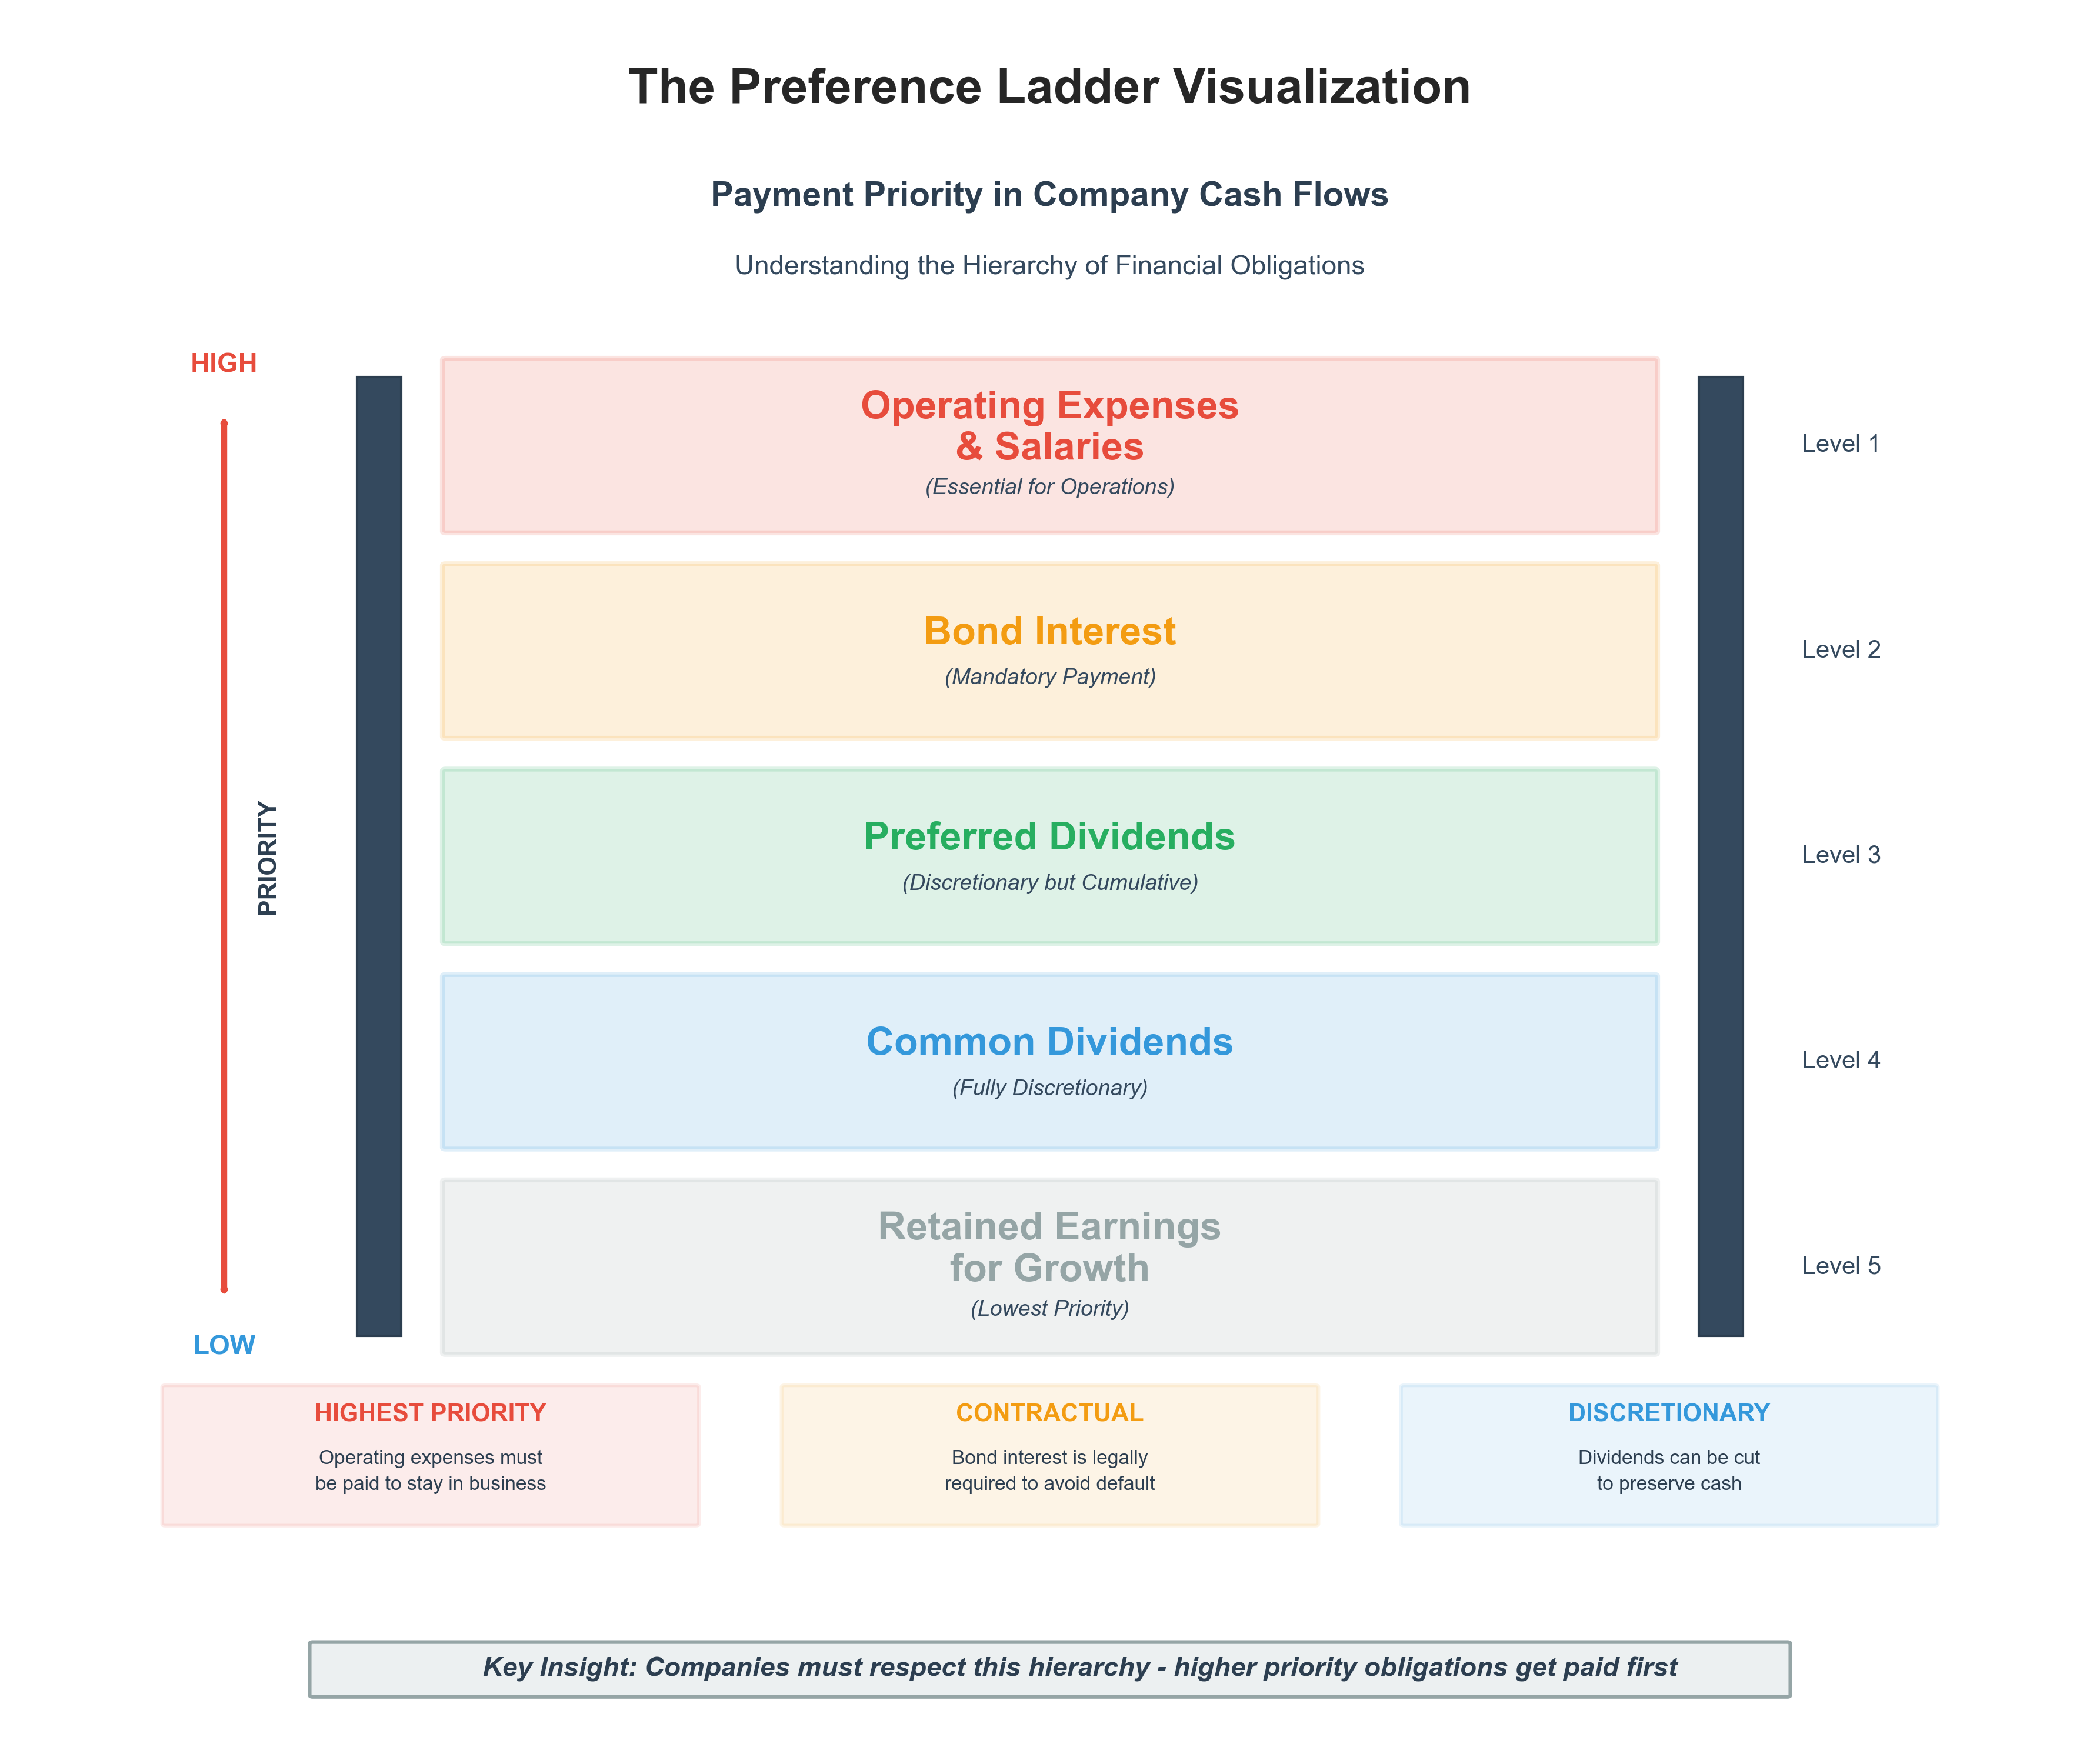 The Preference Ladder Visualization
Payment Priority in Company Cash Flows
Understanding the Hierarchy of Financial Obligations
HIGH
PRIORITY
LOW
Operating Expenses
& Salaries
(Essential for Operations)
Level 1
Bond Interest
(Mandatory Payment)
Level 2
Preferred Dividends
(Discretionary but Cumulative)
Level 3
Common Dividends
(Fully Discretionary)
Level 4
Retained Earnings
for Growth
(Lowest Priority)
Level 5
HIGHEST PRIORITY
Operating expenses must
be paid to stay in business
CONTRACTUAL
Bond interest is legally
required to avoid default
DISCRETIONARY
Dividends can be cut
to preserve cash
Key Insight: Companies must respect this hierarchy - higher priority obligations get paid first